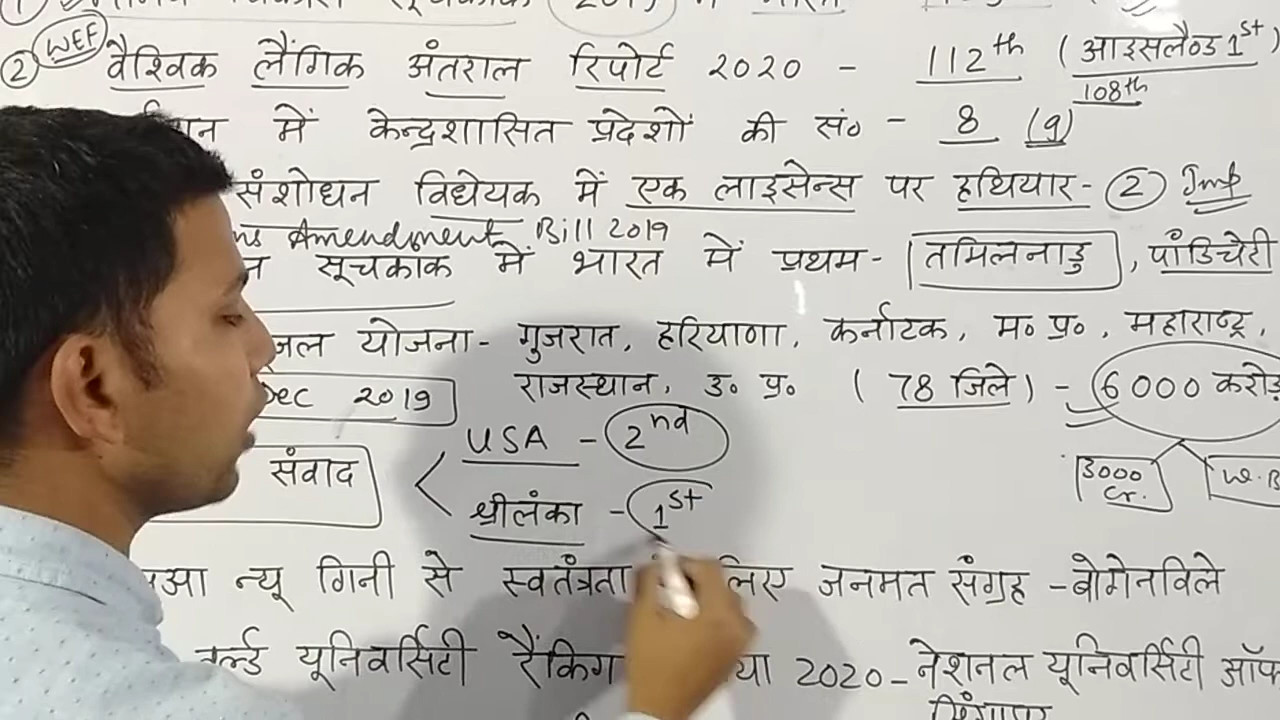 2019 में भारत
② WEF वैश्विक लैंगिक अंतराल रिपोर्ट 2020 - 112th (आइसलैण्ड 1st)
108th
में केन्द्रशासित प्रदेशों की सं० - 8 (9)
संशोधन विधेयक में एक लाइसेन्स पर हथियार - ② Imp
Amendment Bill 2019
सूचकांक में भारत में प्रथम - तमिलनाडु, पांडिचेरी
जल योजना - गुजरात, हरियाणा, कर्नाटक, म० प्र०, महाराष्ट्र,
Dec 2019 राजस्थान, उ० प्र० (78 जिले) - 6000 करोड़
3000 Cr. W.B
संवाद USA - 2nd
श्रीलंका - 1st
न्यू गिनी से स्वतंत्रता लिए जनमत संग्रह - बोगेनविले
वर्ल्ड यूनिवर्सिटी रैंकिंग 2020 - नेशनल यूनिवर्सिटी ऑफ
सिंगापुर